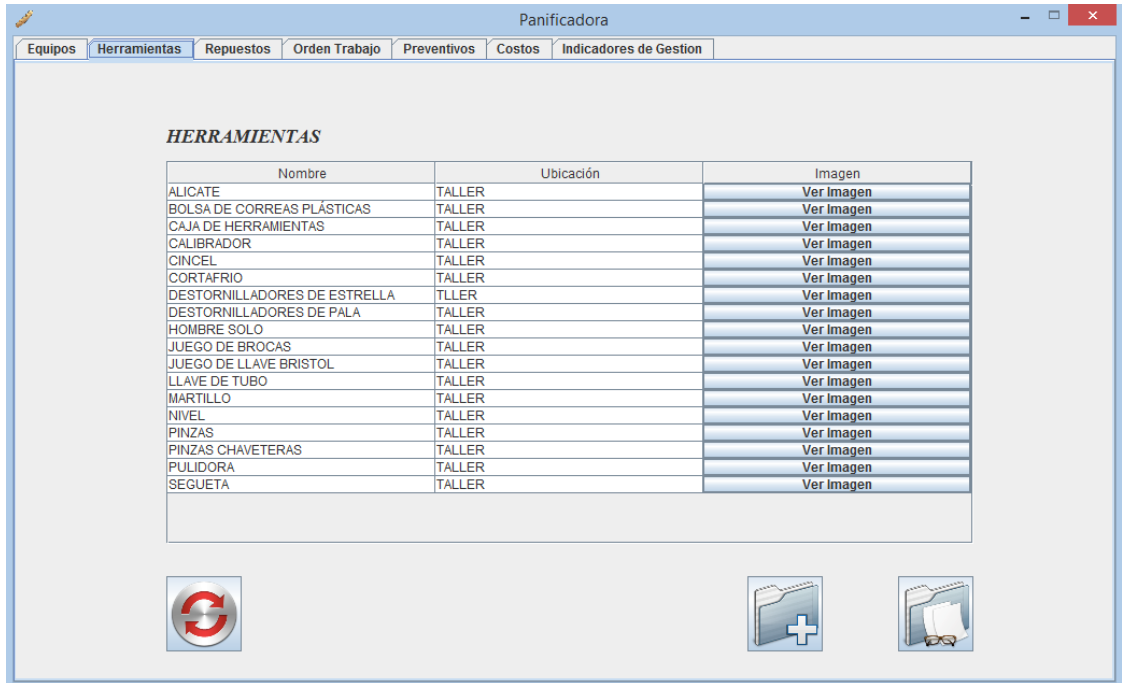 Panificadora
Equipos Herramientas Repuestos Orden Trabajo Preventivos Costos Indicadores de Gestion
HERRAMIENTAS
Nombre Ubicación Imagen
ALICATE TALLER Ver Imagen
BOLSA DE CORREAS PLÁSTICAS TALLER Ver Imagen
CAJA DE HERRAMIENTAS TALLER Ver Imagen
CALIBRADOR TALLER Ver Imagen
CINCEL TALLER Ver Imagen
CORTAFRIO TALLER Ver Imagen
DESTORNILLADORES DE ESTRELLA TLLER Ver Imagen
DESTORNILLADORES DE PALA TALLER Ver Imagen
HOMBRE SOLO TALLER Ver Imagen
JUEGO DE BROCAS TALLER Ver Imagen
JUEGO DE LLAVE BRISTOL TALLER Ver Imagen
LLAVE DE TUBO TALLER Ver Imagen
MARTILLO TALLER Ver Imagen
NIVEL TALLER Ver Imagen
PINZAS TALLER Ver Imagen
PINZAS CHAVETERAS TALLER Ver Imagen
PULIDORA TALLER Ver Imagen
SEGUETA TALLER Ver Imagen